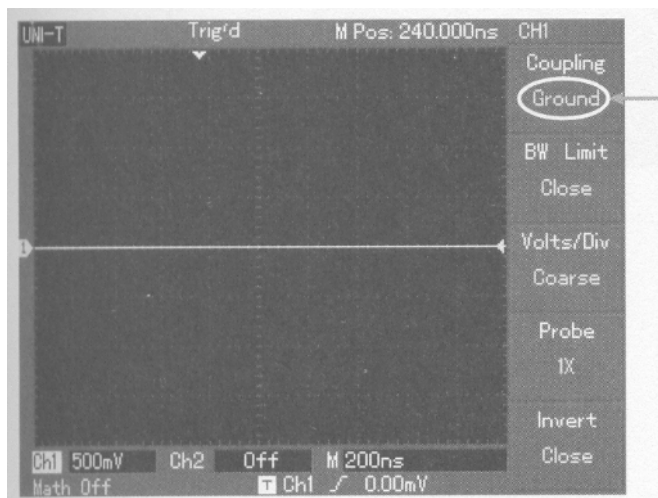 UNI-T Trig'd M Pos: 240.000ns CH1
Coupling
Ground
BW Limit
Close
1
Volts/Div
Coarse
Probe
1X
Invert
Close
Ch1 500mV Ch2 Off M 200ns
Math Off T Ch1 0.00mV